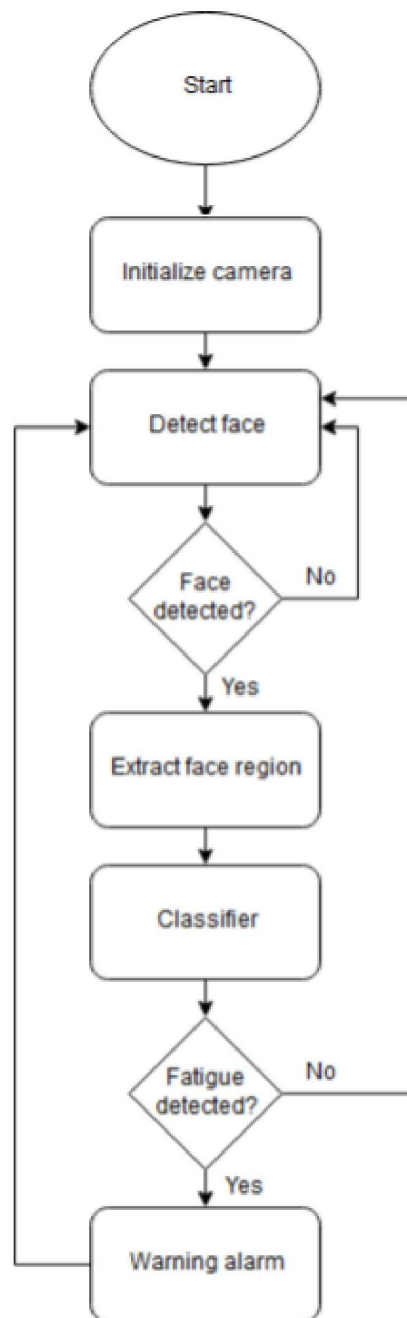 Start
Initialize camera
Detect face
Face
detected?
No
Yes
Extract face region
Classifier
Fatigue
detected?
No
Yes
Warning alarm